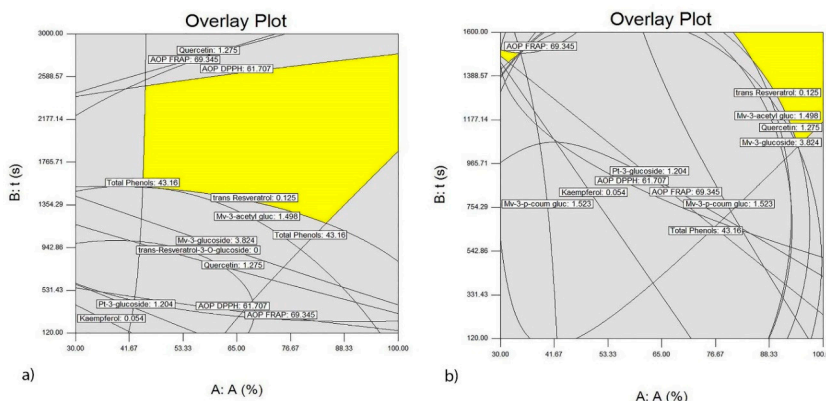 Overlay Plot
3000.00
2588.57
2177.14
1765.71
1354.29
942.86
531.43
120.00
B: t (s)
Quercetin: 1.275
AOP FRAP: 69.345
AOP DPPH: 61.707
Total Phenols: 43.16
trans Resveratrol: 0.125
Mv-3-acetyl gluc: 1.498
Total Phenols: 43.16
Mv-3-glucoside: 3.824
trans-Resveratrol-3-O-glucoside: 0
Quercetin: 1.275
Pt-3-glucoside: 1.204
AOP DPPH: 61.707
AOP FRAP: 69.345
Kaempferol: 0.054
30.00 41.67 53.33 65.00 76.67 88.33 100.00
a)
A: A (%)
Overlay Plot
1600.00
1388.57
1177.14
965.71
754.29
542.86
331.43
120.00
B: t (s)
AOP FRAP: 69.345
trans Resveratrol: 0.125
Mv-3-acetyl gluc: 1.498
Quercetin: 1.275
Mv-3-glucoside: 3.824
Pt-3-glucoside: 1.204
AOP DPPH: 61.707
Kaempferol: 0.054
AOP FRAP: 69.345
Mv-3-p-coum gluc: 1.523
Mv-3-p-coum gluc: 1.523
Total Phenols: 43.16
30.00 41.67 53.33 65.00 76.67 88.33 100.00
b)
A: A (%)